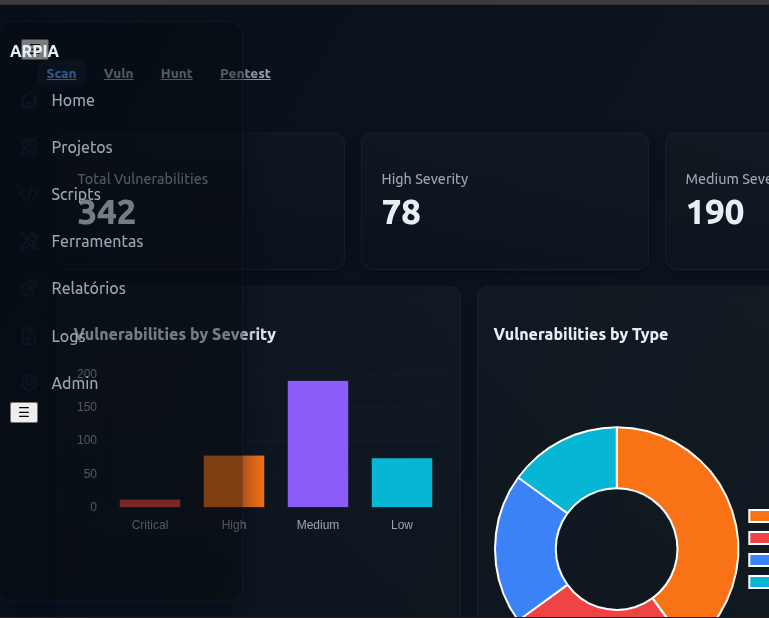 ARPIA
Scan Vuln Hunt Pentest
Home
Projetos
Scripts
Ferramentas
Relatórios
Logs
Admin
☰
Total Vulnerabilities
342
High Severity
78
Medium Seve
190
Vulnerabilities by Severity
200
150
100
50
0
Critical High Medium Low
Vulnerabilities by Type